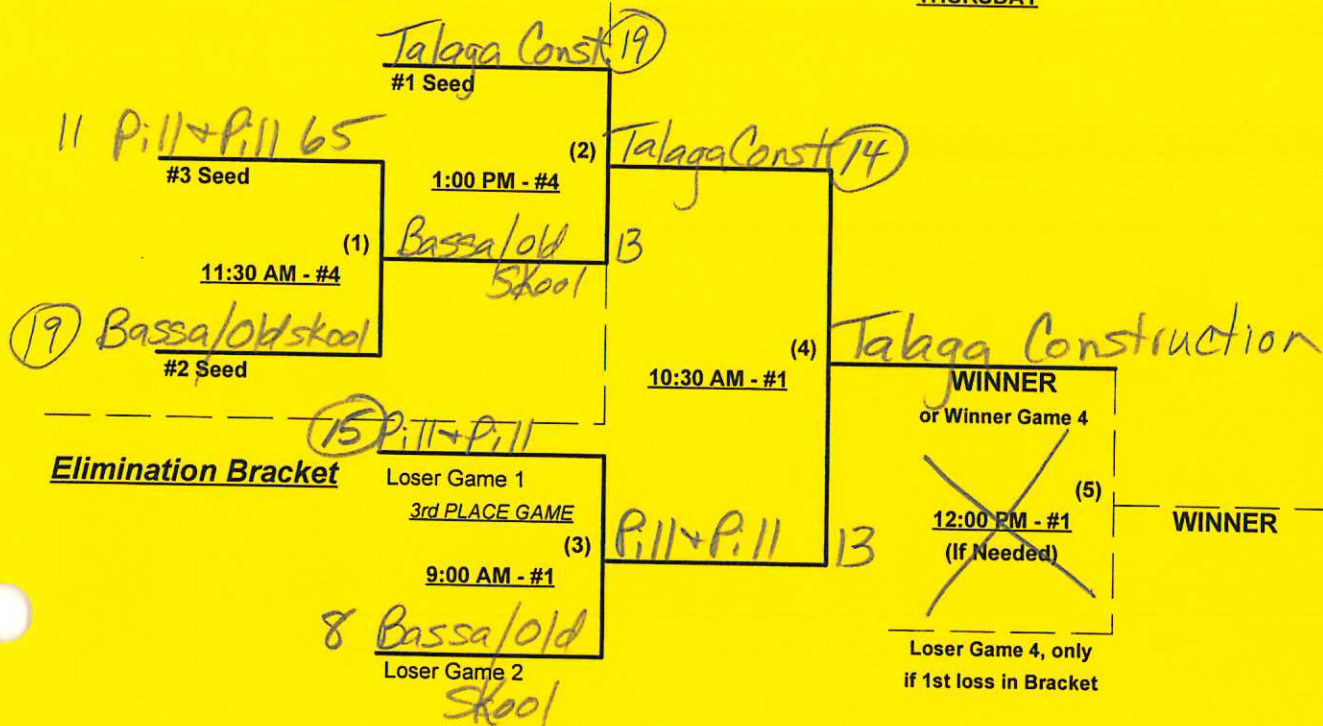 THURSDAY
Talaga Const. 19
#1 Seed
11 Pill + Pill 65
#3 Seed
(2) Talaga Const 14
1:00 PM - #4
(1) Bassa/old 13
Skool
11:30 AM - #4
19 Bassa/Oldskool
#2 Seed
(4) Talaga Construction
10:30 AM - #1
WINNER
or Winner Game 4
15 Pill + Pill
Elimination Bracket
Loser Game 1
3rd PLACE GAME
(5)
12:00 PM - #1
WINNER
(3) Pill + Pill 13
(If Needed)
9:00 AM - #1
8 Bassa/Old
Loser Game 2
Skool
Loser Game 4, only
if 1st loss in Bracket